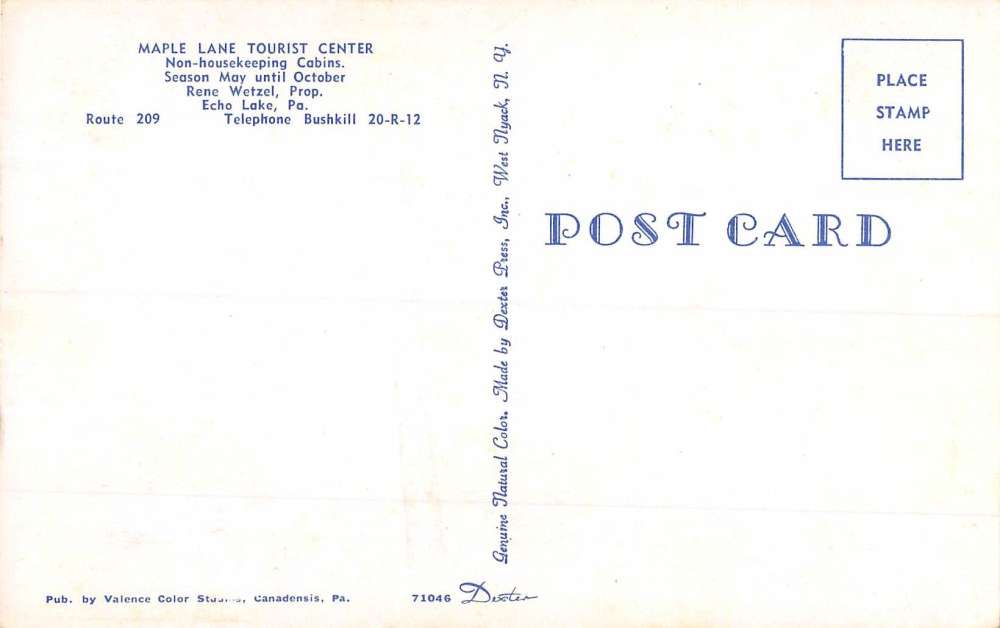 MAPLE LANE TOURIST CENTER
Non-housekeeping Cabins.
Season May until October
Rene Wetzel, Prop.
Echo Lake, Pa.
Route 209 Telephone Bushkill 20-R-12
Genuine Natural Color. Made by Dexter Press, Inc., West Nyack, N. Y.
PLACE
STAMP
HERE
POST CARD
Pub. by Valence Color Canadensis, Pa.
71046 Dexter